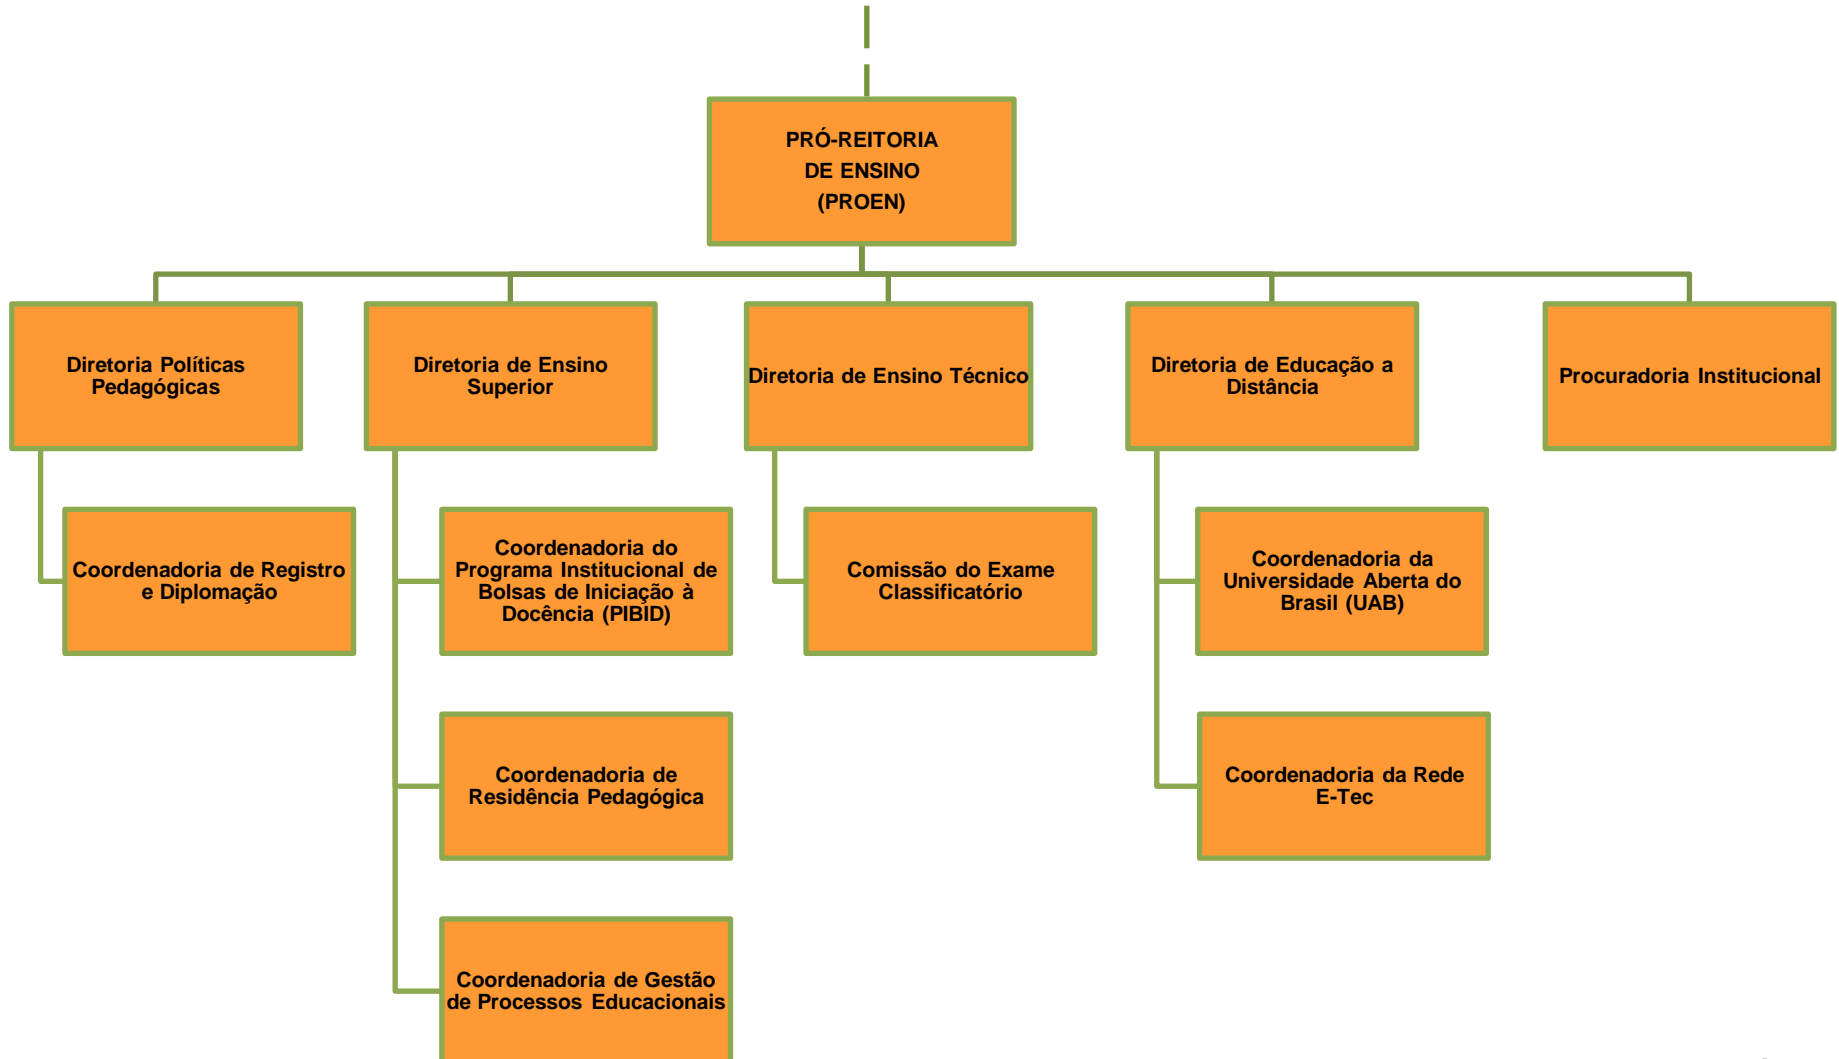 PRÓ-REITORIA
DE ENSINO
(PROEN)
Diretoria Políticas
Pedagógicas
Diretoria de Ensino
Superior
Diretoria de Ensino Técnico
Diretoria de Educação a
Distância
Procuradoria Institucional
Coordenadoria de Registro
e Diplomação
Coordenadoria do
Programa Institucional de
Bolsas de Iniciação à
Docência (PIBID)
Comissão do Exame
Classificatório
Coordenadoria da
Universidade Aberta do
Brasil (UAB)
Coordenadoria de
Residência Pedagógica
Coordenadoria da Rede
E-Tec
Coordenadoria de Gestão
de Processos Educacionais